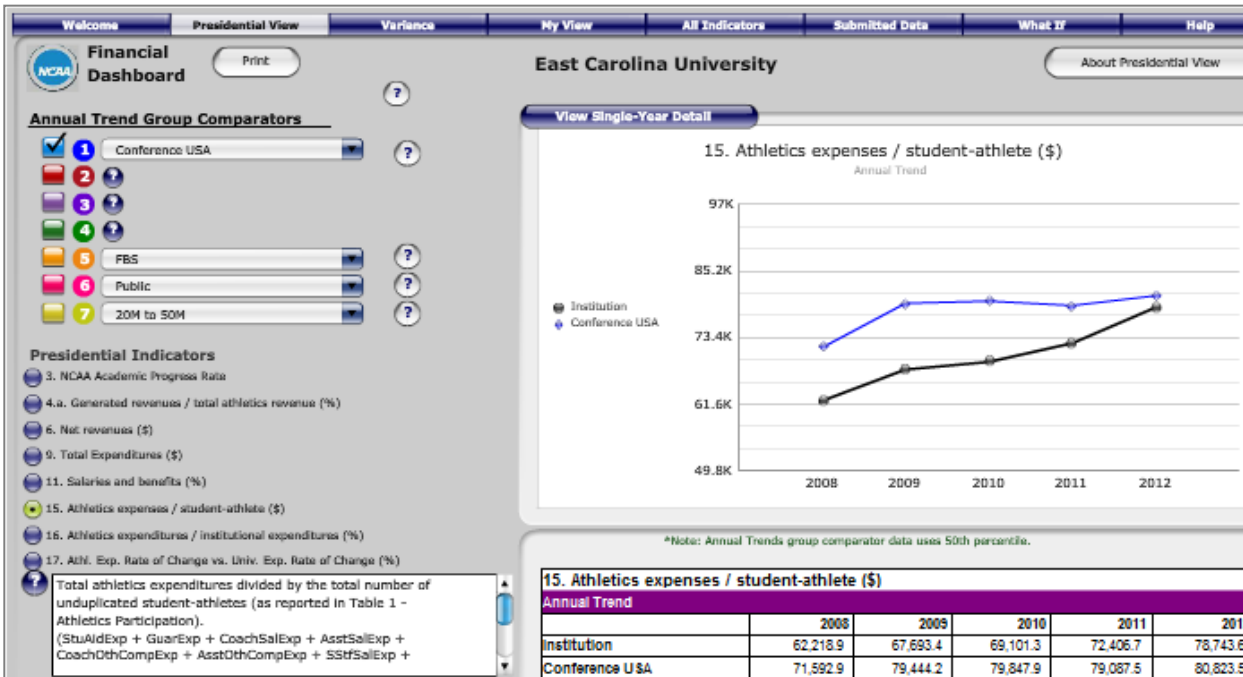 Welcome Presidential View Variance My View All Indicators Submitted Data What If Help
NCAA Financial Dashboard
Print
East Carolina University
About Presidential View
?
Annual Trend Group Comparators
1 Conference USA ?
2 ?
3 ?
4 ?
5 FBS ?
6 Public ?
7 20M to 50M ?
Presidential Indicators
3. NCAA Academic Progress Rate
4.a. Generated revenues / total athletics revenue (%)
6. Net revenues ($)
9. Total Expenditures ($)
11. Salaries and benefits (%)
15. Athletics expenses / student-athlete ($)
16. Athletics expenditures / institutional expenditures (%)
17. Athl. Exp. Rate of Change vs. Univ. Exp. Rate of Change (%)
?
Total athletics expenditures divided by the total number of
unduplicated student-athletes (as reported in Table 1 -
Athletics Participation).
(StuAidExp + GuarExp + CoachSalExp + AsstSalExp +
CoachOthCompExp + AsstOthCompExp + SStfSalExp +
View Single-Year Detail
15. Athletics expenses / student-athlete ($)
Annual Trend
97K
85.2K
73.4K
61.6K
49.8K
Institution
Conference USA
2008 2009 2010 2011 2012
*Note: Annual Trends group comparator data uses 50th percentile.
15. Athletics expenses / student-athlete ($)
Annual Trend
2008 2009 2010 2011 201
Institution 62,218.9 67,693.4 69,101.3 72,406.7 78,743.6
Conference USA 71,592.9 79,444.2 79,847.9 79,087.5 80,823.5